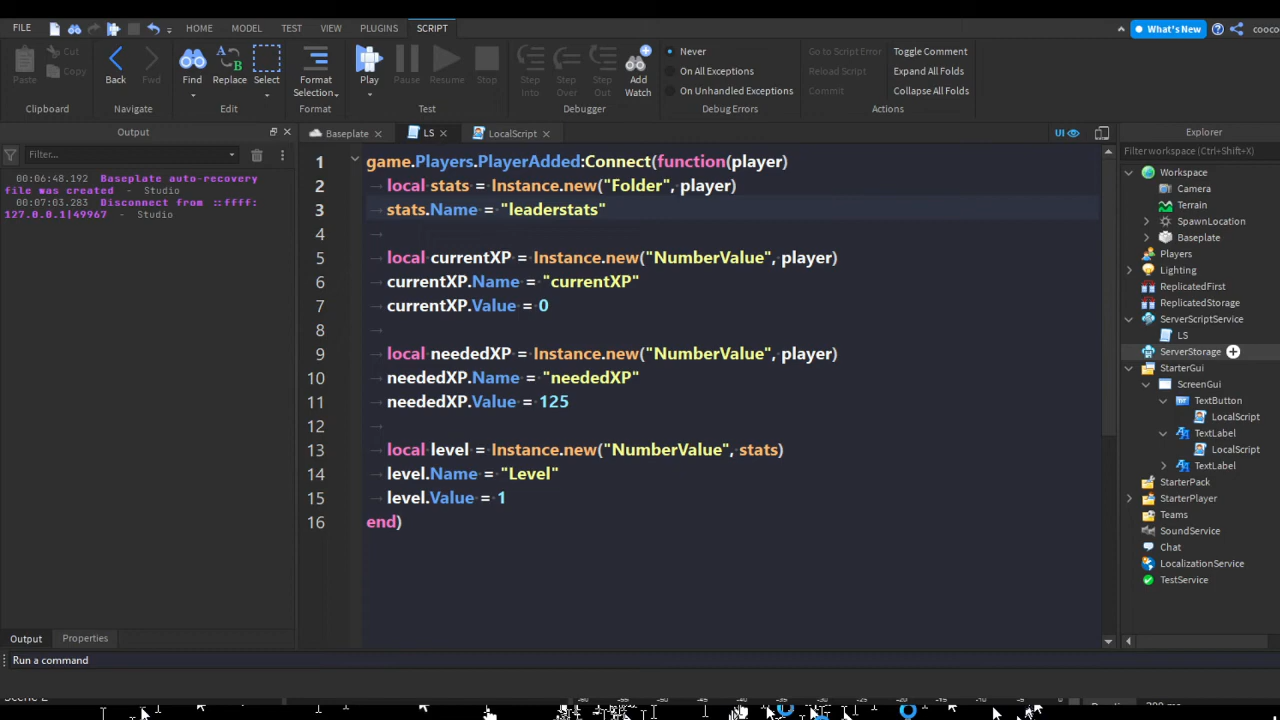 FILE HOME MODEL TEST VIEW PLUGINS SCRIPT What's New cooco
Cut
Copy
Paste
Clipboard
Back Fwd
Navigate
Find Replace Select
Edit
Format
Selection
Format
Play Pause Resume Stop
Test
Step
Into
Step
Over
Step
Out
Add
Watch
Debugger
Never
On All Exceptions
On Unhandled Exceptions
Debug Errors
Go to Script Error
Reload Script
Commit
Toggle Comment
Expand All Folds
Collapse All Folds
Actions
Output
Filter...
00:06:48.192 Baseplate auto-recovery
file was created - Studio
00:07:03.283 Disconnect from ::ffff:
127.0.0.1|49967 - Studio
Output Properties
Baseplate LS LocalScript UI
1 game.Players.PlayerAdded:Connect(function(player)
2 local stats = Instance.new("Folder", player)
3 stats.Name = "leaderstats"
4
5 local currentXP = Instance.new("NumberValue", player)
6 currentXP.Name = "currentXP"
7 currentXP.Value = 0
8
9 local neededXP = Instance.new("NumberValue", player)
10 neededXP.Name = "neededXP"
11 neededXP.Value = 125
12
13 local level = Instance.new("NumberValue", stats)
14 level.Name = "Level"
15 level.Value = 1
16 end)
Explorer
Filter workspace (Ctrl+Shift+X)
Workspace
Camera
Terrain
SpawnLocation
Baseplate
Players
Lighting
ReplicatedFirst
ReplicatedStorage
ServerScriptService
LS
ServerStorage
StarterGui
ScreenGui
TextButton
LocalScript
TextLabel
LocalScript
TextLabel
StarterPack
StarterPlayer
Teams
SoundService
Chat
LocalizationService
TestService
Run a command